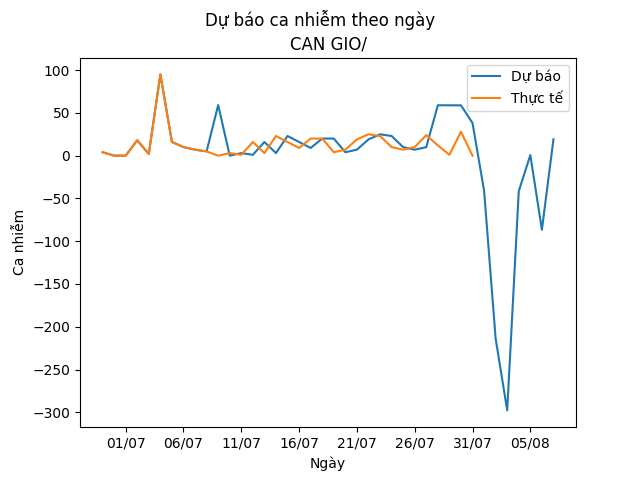 Dự báo ca nhiễm theo ngày
CAN GIO/
Dự báo
Thực tế
Ca nhiễm
100
50
0
−50
−100
−150
−200
−250
−300
01/07 06/07 11/07 16/07 21/07 26/07 31/07 05/08
Ngày